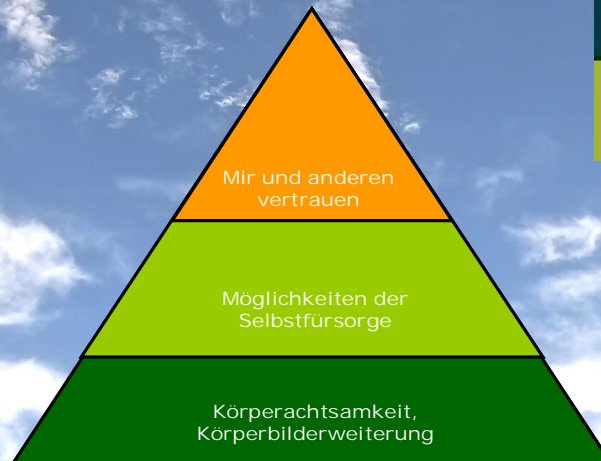 Mir und anderen
vertrauen
Möglichkeiten der
Selbstfürsorge
Körperachtsamkeit,
Körperbilderweiterung